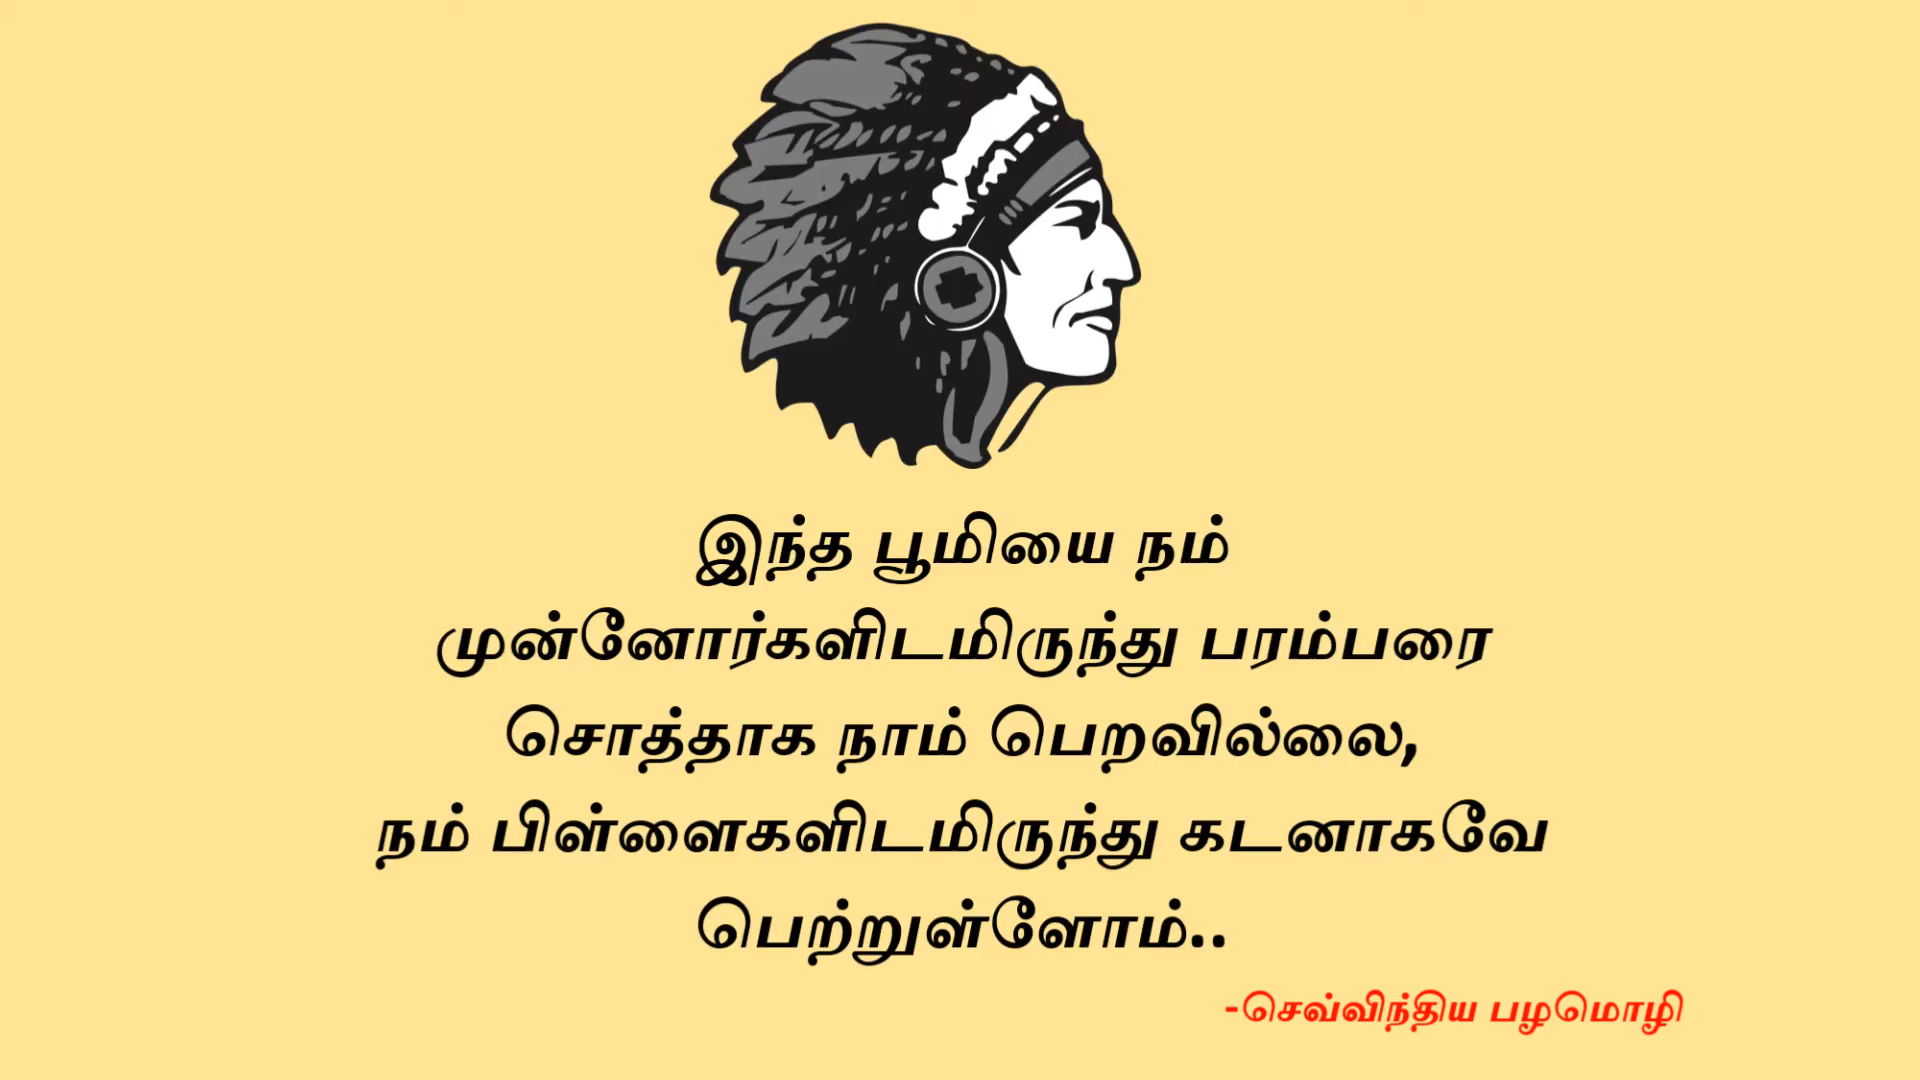 இந்த பூமியை நம்
முன்னோர்களிடமிருந்து பரம்பரை
சொத்தாக நாம் பெறவில்லை,
நம் பிள்ளைகளிடமிருந்து கடனாகவே
பெற்றுள்ளோம்..
-செவ்விந்திய பழமொழி